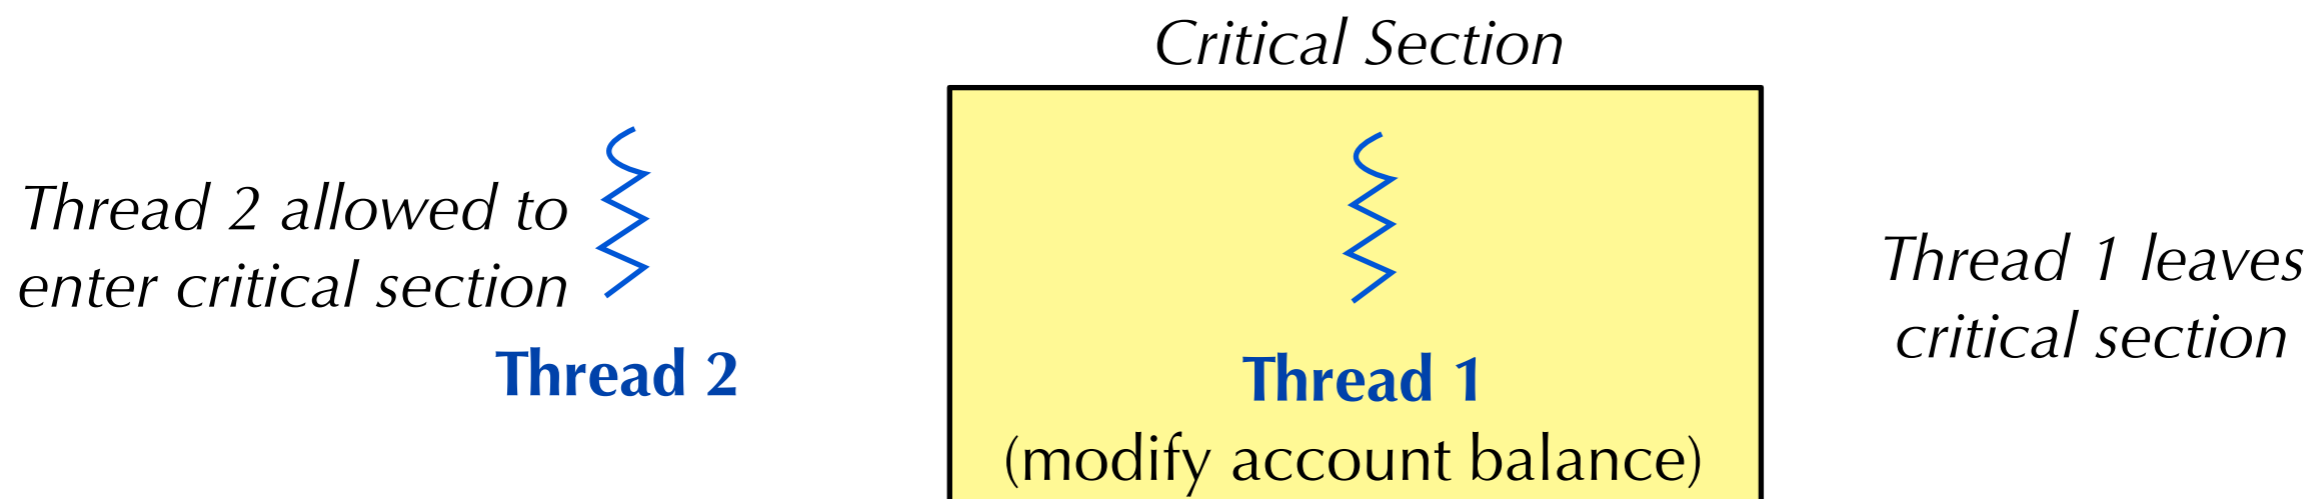 Critical Section
Thread 2 allowed to
enter critical section
Thread 2
Thread 1
(modify account balance)
Thread 1 leaves
critical section